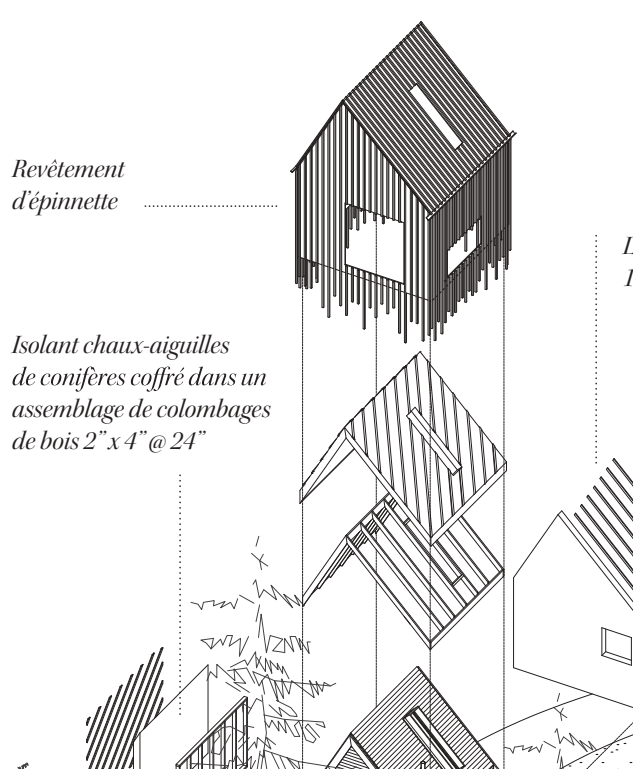 Revêtement
d'épinnette
Isolant chaux-aiguilles
de conifères coffré dans un
assemblage de colombages
de bois 2” x 4” @ 24”